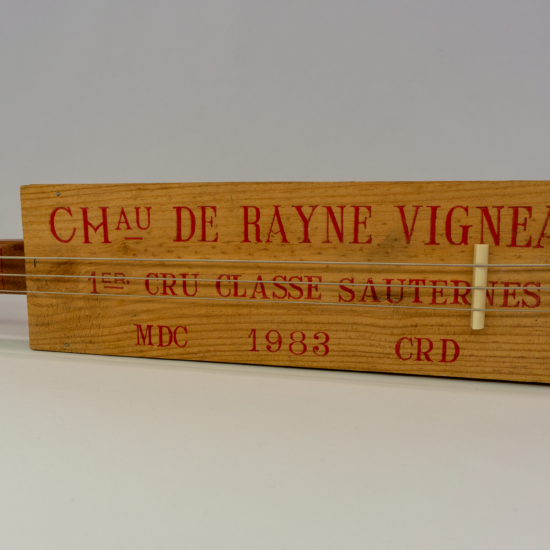 CHAU DE RAYNE VIGNEA
1ER. CRU CLASSE SAUTERNES
MDC 1983 CRD